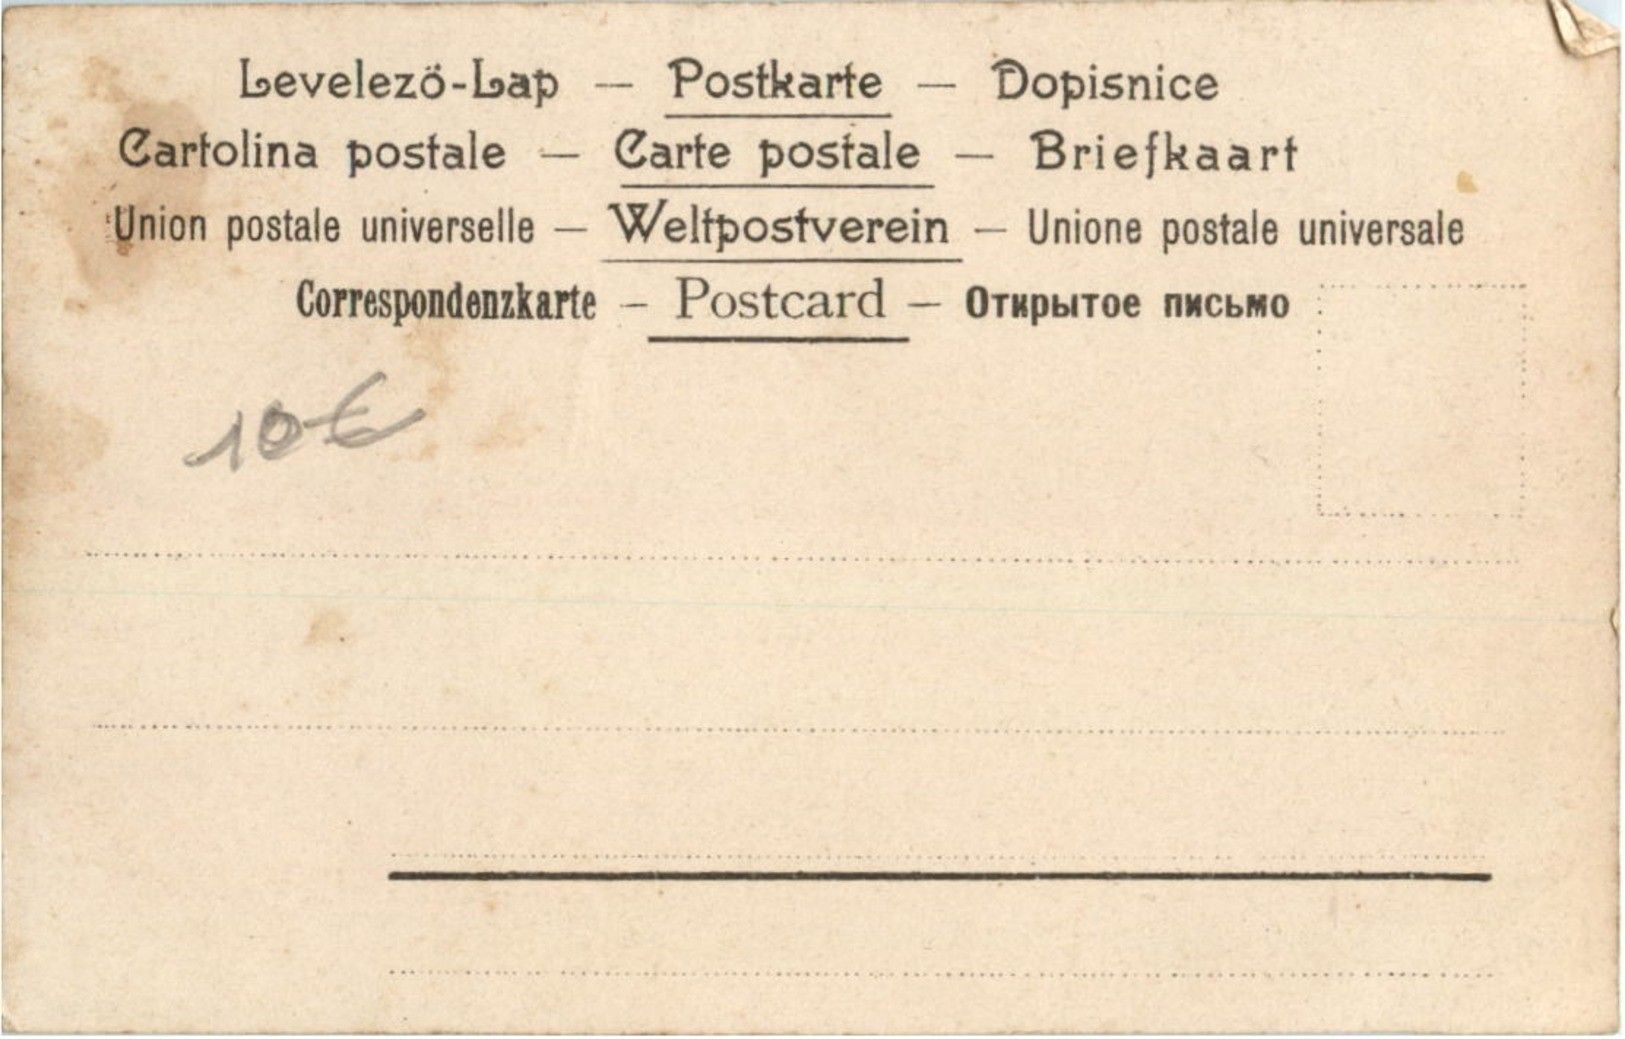 Levelező-Lap — Postkarte — Dopisnice
Cartolina postale — Carte postale — Briefkaart
Union postale universelle — Weltpostverein — Unione postale universale
Correspondenzkarte — Postcard — Открытое письмо
10€